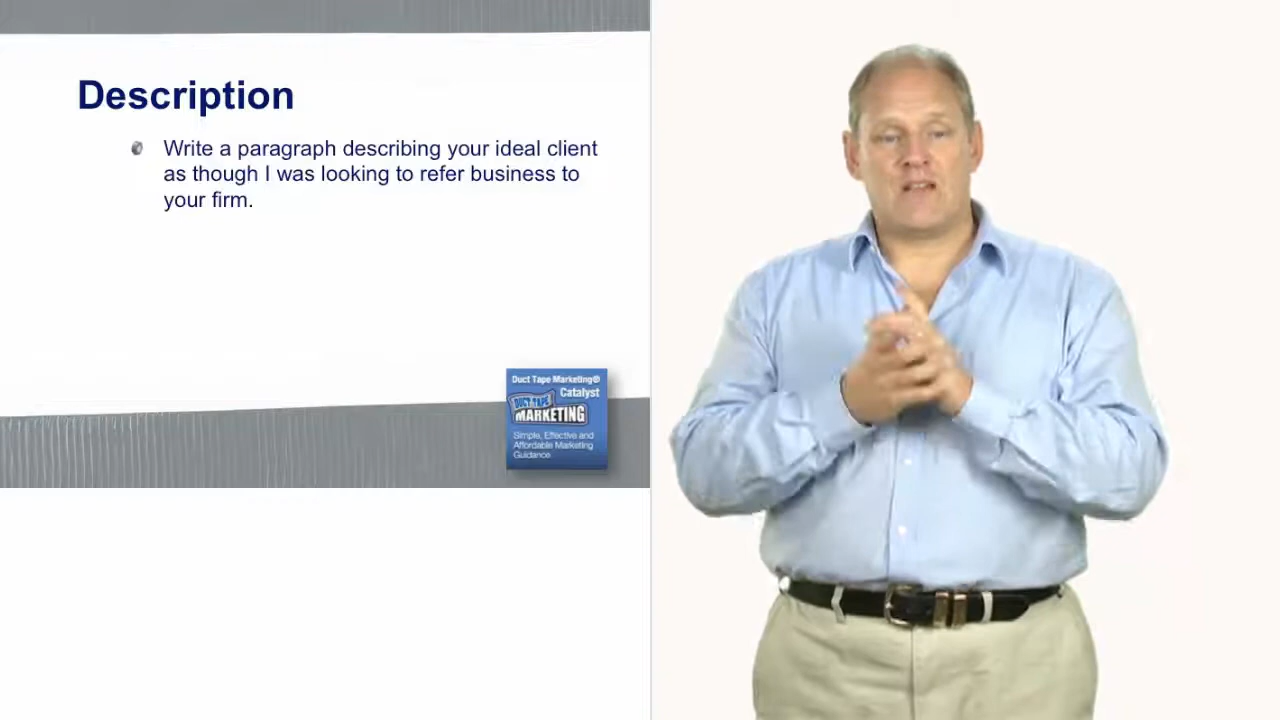 Description
Write a paragraph describing your ideal client
as though I was looking to refer business to
your firm.
Duct Tape Marketing®
Catalyst
DUCT TAPE
MARKETING
Simple, Effective and
Affordable Marketing
Guidance